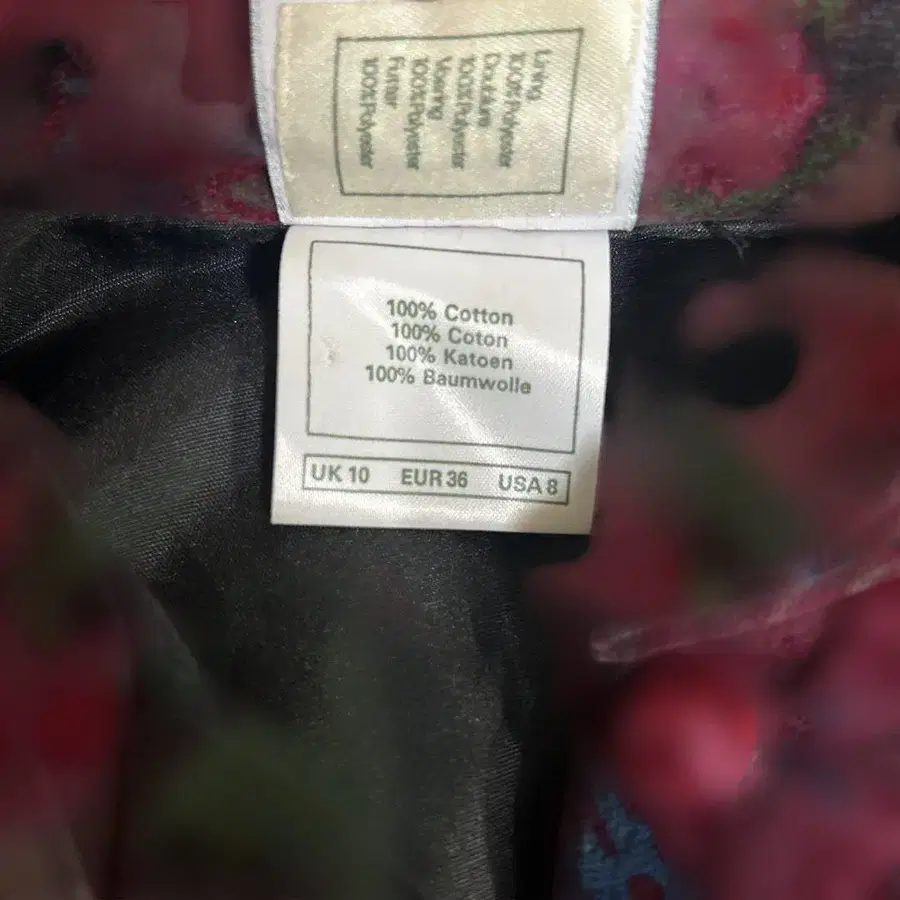 Lining
100% Polyester
Doublure
100% Polyester
Voering
100% Polyester
Futter
100% Polyester
100% Cotton
100% Coton
100% Katoen
100% Baumwolle
UK 10 EUR 36 USA 8